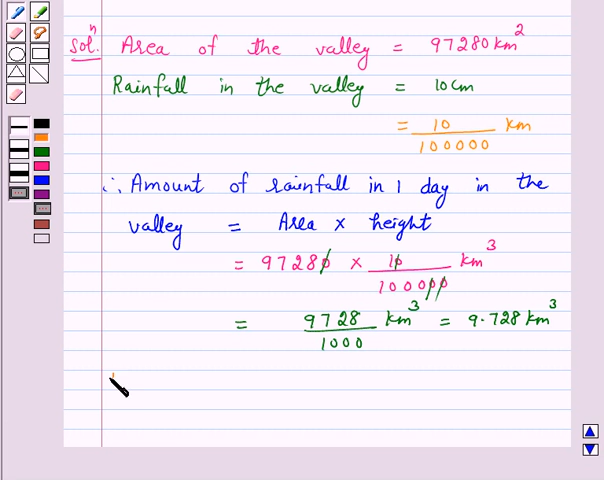 Solⁿ. Area of the valley = 97280 km²
Rainfall in the valley = 10 cm
= 10/100000 km
∴ Amount of rainfall in 1 day in the
valley = Area × height
= 97280 × 10/100000 km³
= 9728/1000 km³ = 9.728 km³